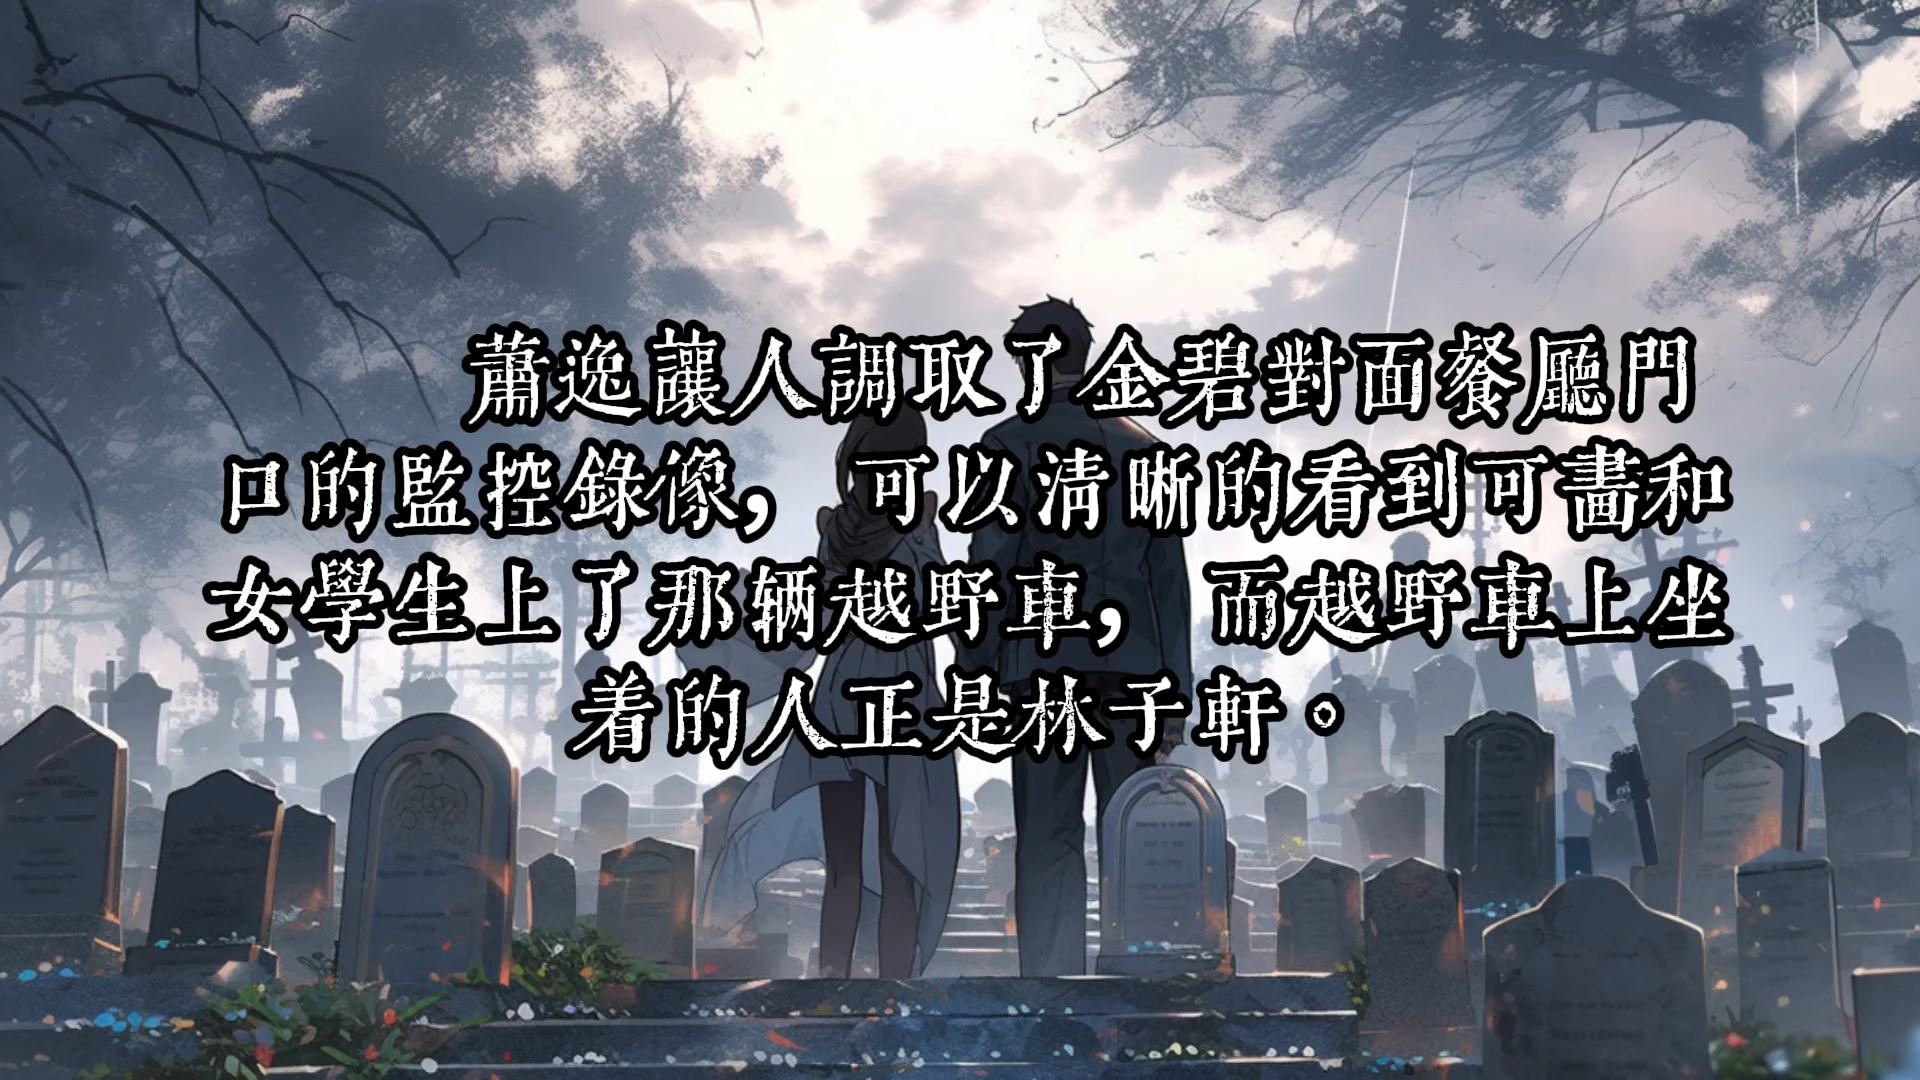 蕭逸讓人調取了金碧對面餐廳門
口的監控錄像，可以清晰的看到可畵和
女學生上了那辆越野車，而越野車上坐
着的人正是林子軒。